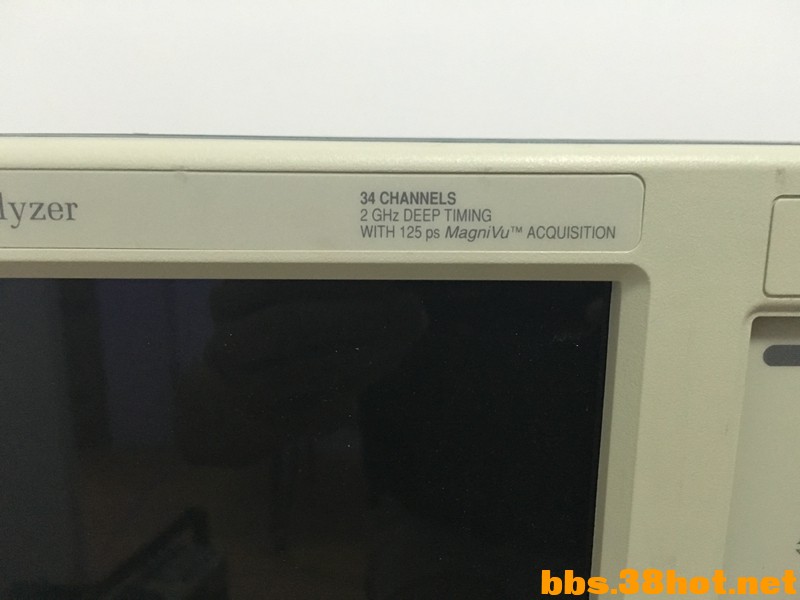 lyzer
34 CHANNELS
2 GHz DEEP TIMING
WITH 125 ps MagniVu™ ACQUISITION
bbs.38hot.net